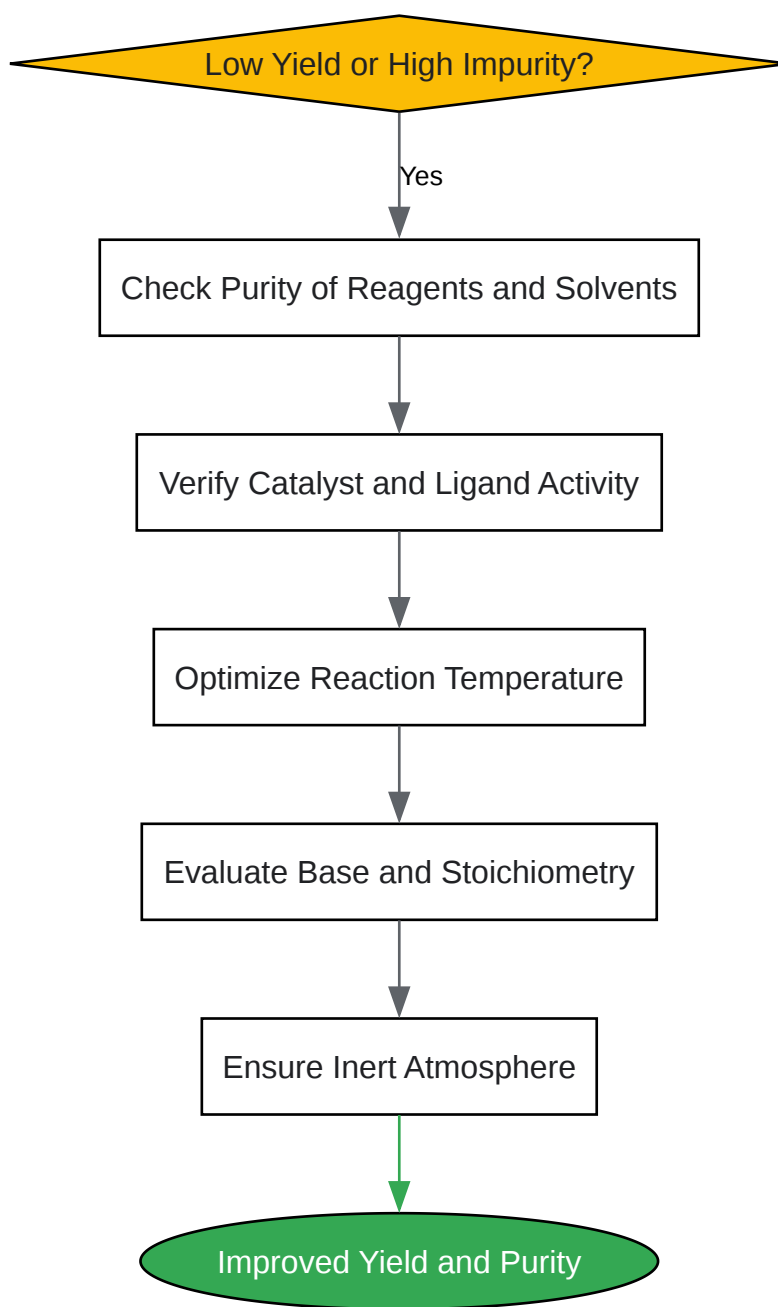 Low Yield or High Impurity?
Yes
Check Purity of Reagents and Solvents
Verify Catalyst and Ligand Activity
Optimize Reaction Temperature
Evaluate Base and Stoichiometry
Ensure Inert Atmosphere
Improved Yield and Purity